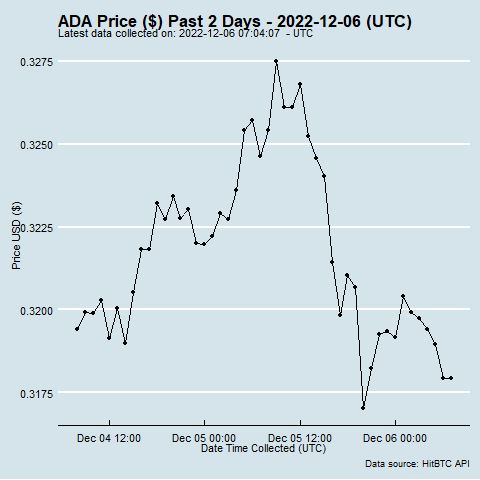 ADA Price ($) Past 2 Days - 2022-12-06 (UTC)
Latest data collected on: 2022-12-06 07:04:07 - UTC
0.3275
0.3250
0.3225
0.3200
0.3175
Price USD ($)
Dec 04 12:00 Dec 05 00:00 Dec 05 12:00 Dec 06 00:00
Date Time Collected (UTC)
Data source: HitBTC API